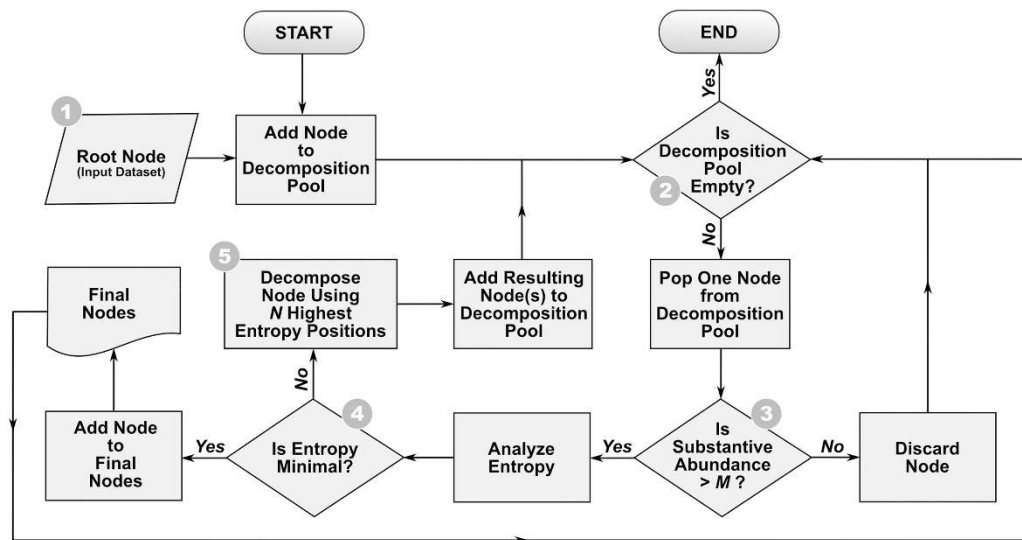 START
END
1
Root Node
(Input Dataset)
Add Node
to
Decomposition
Pool
Is
Decomposition
Pool
Empty?
2
Yes
No
Final
Nodes
5
Decompose
Node Using
N Highest
Entropy Positions
Add Resulting
Node(s) to
Decomposition
Pool
Pop One Node
from
Decomposition
Pool
No
Add Node
to
Final
Nodes
Yes
4
Is Entropy
Minimal?
Analyze
Entropy
Yes
3
Is
Substantive
Abundance
> M ?
No
Discard
Node